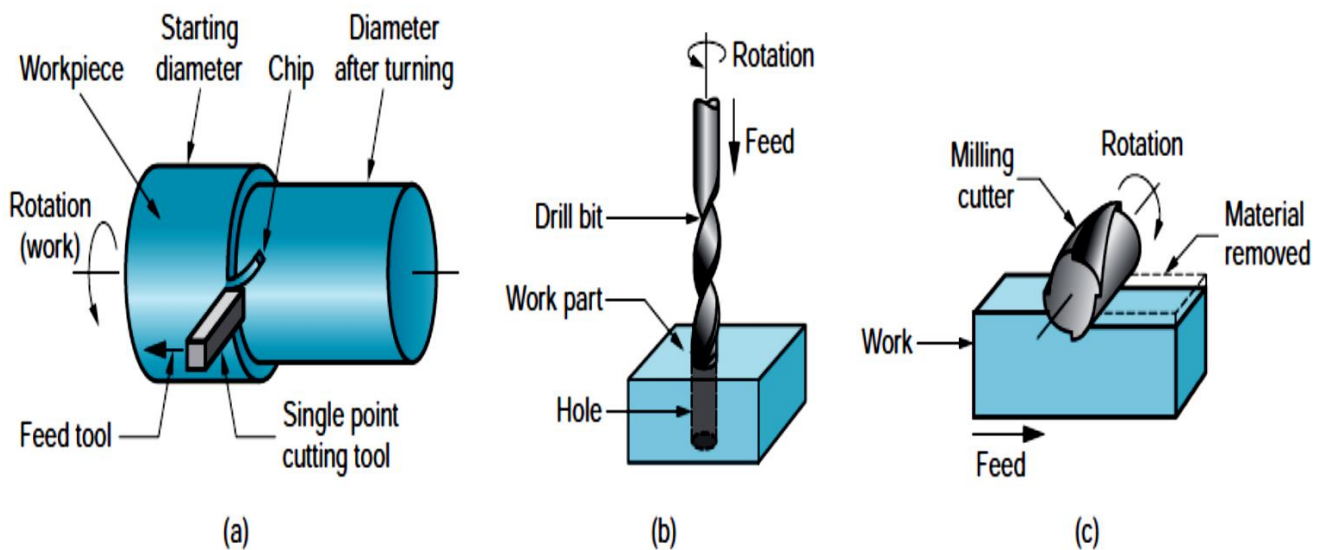 Workpiece
Starting
diameter
Chip
Diameter
after turning
Rotation
(work)
Feed tool
Single point
cutting tool
(a)
Rotation
Feed
Drill bit
Work part
Hole
(b)
Milling
cutter
Rotation
Material
removed
Work
Feed
(c)